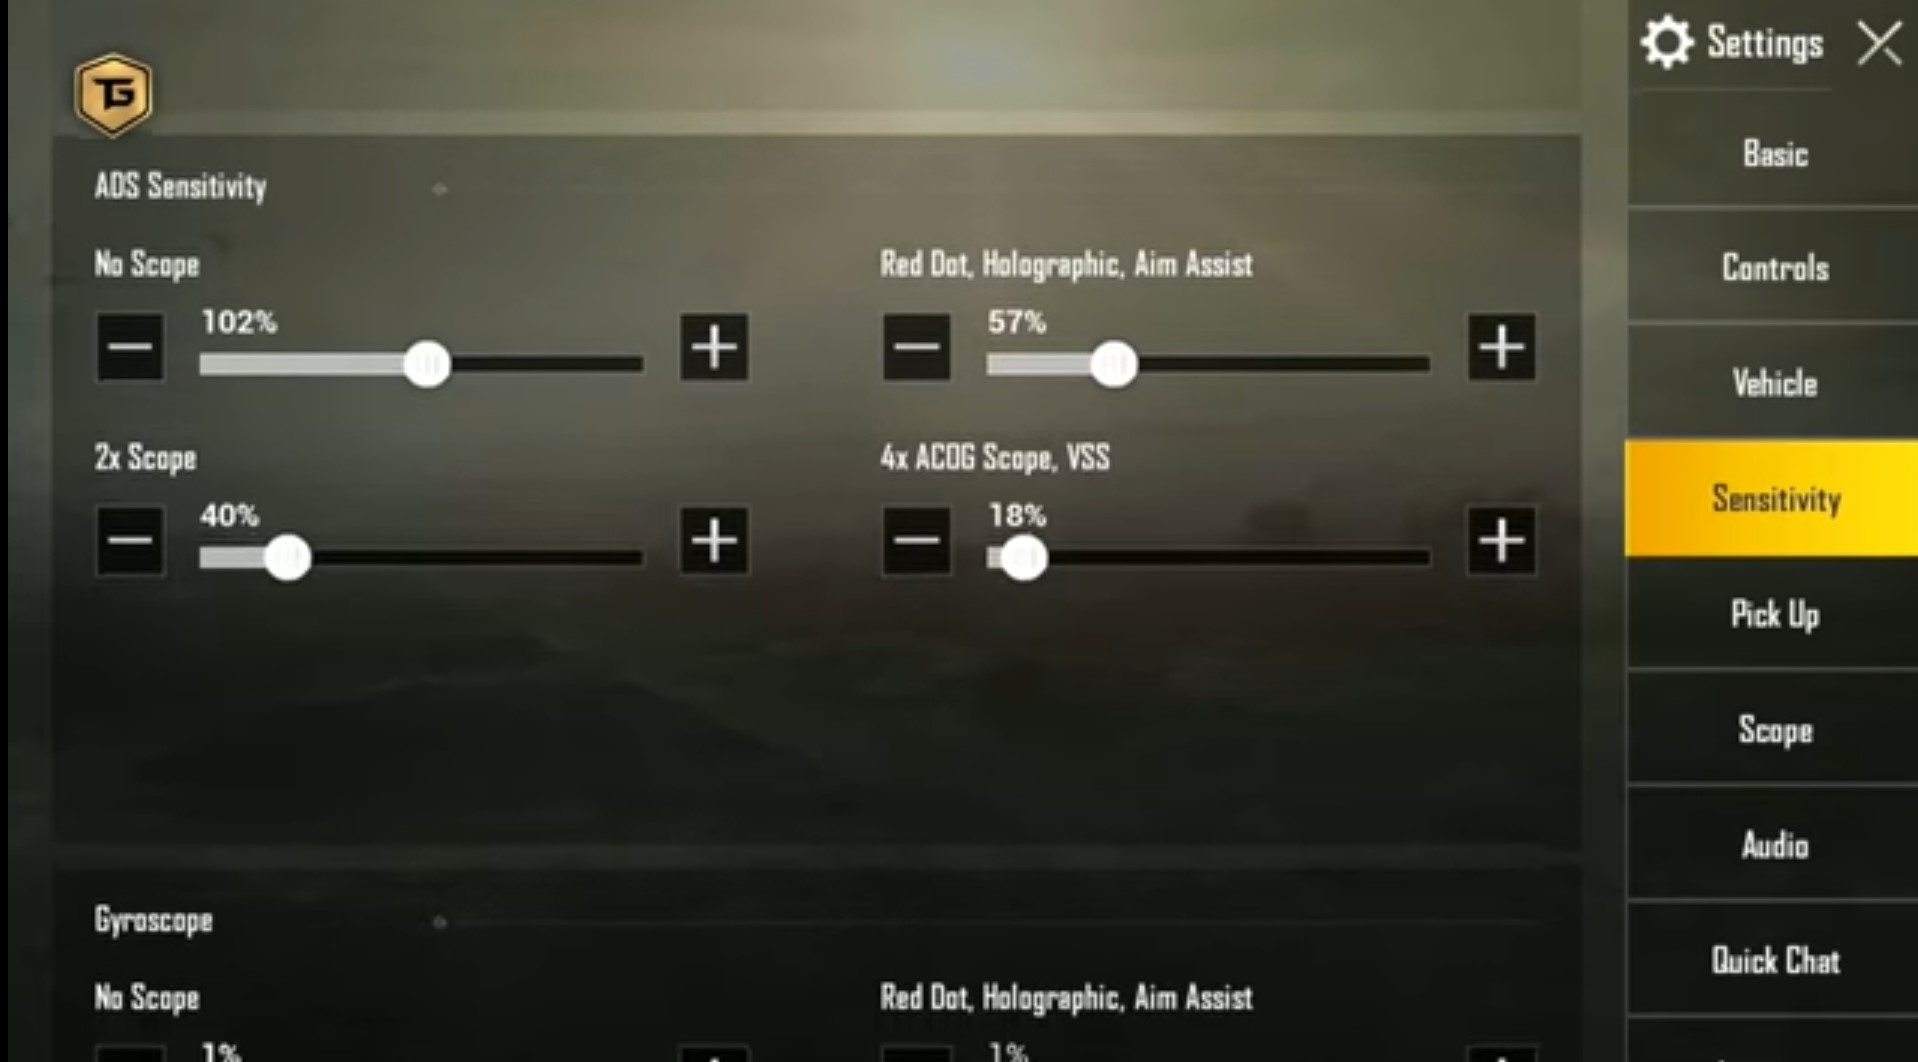 TG
Settings
ADS Sensitivity
No Scope
102%
Red Dot, Holographic, Aim Assist
57%
2x Scope
40%
4x ACOG Scope, VSS
18%
Gyroscope
No Scope
1%
Red Dot, Holographic, Aim Assist
1%
Basic
Controls
Vehicle
Sensitivity
Pick Up
Scope
Audio
Quick Chat